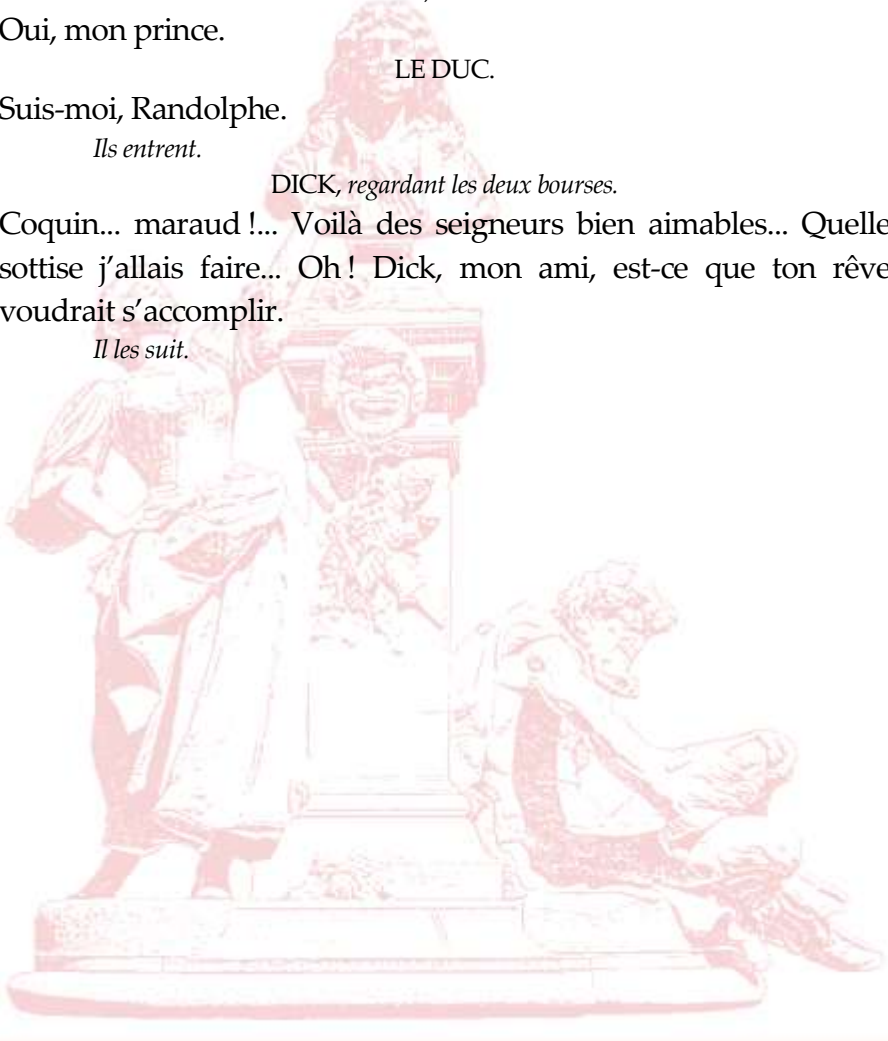 Oui, mon prince.
LE DUC.
Suis-moi, Randolphe.
Ils entrent.
DICK, regardant les deux bourses.
Coquin... maraud !... Voilà des seigneurs bien aimables... Quelle
sottise j’allais faire... Oh ! Dick, mon ami, est-ce que ton rêve
voudrait s’accomplir.
Il les suit.